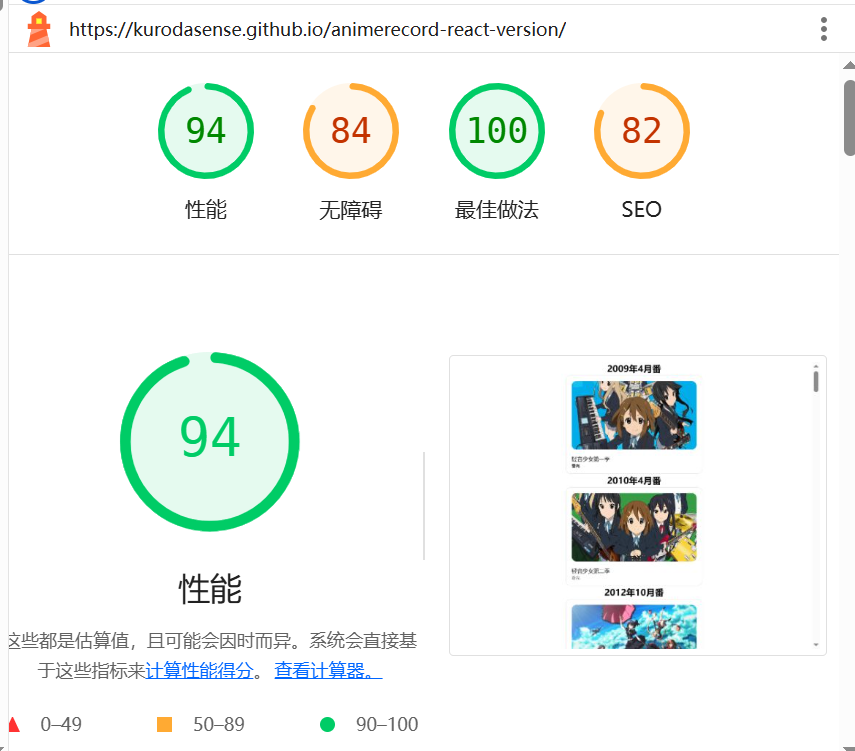 https://kurodasense.github.io/animerecord-react-version/
94
84
100
82
性能
无障碍
最佳做法
SEO
94
性能
这些都是估算值，且可能会因时而异。系统会直接基
于这些指标来计算性能得分。 查看计算器。
0–49
50–89
90–100
2009年4月番
轻音少女第一季
2010年4月番
轻音少女第二季
2012年10月番